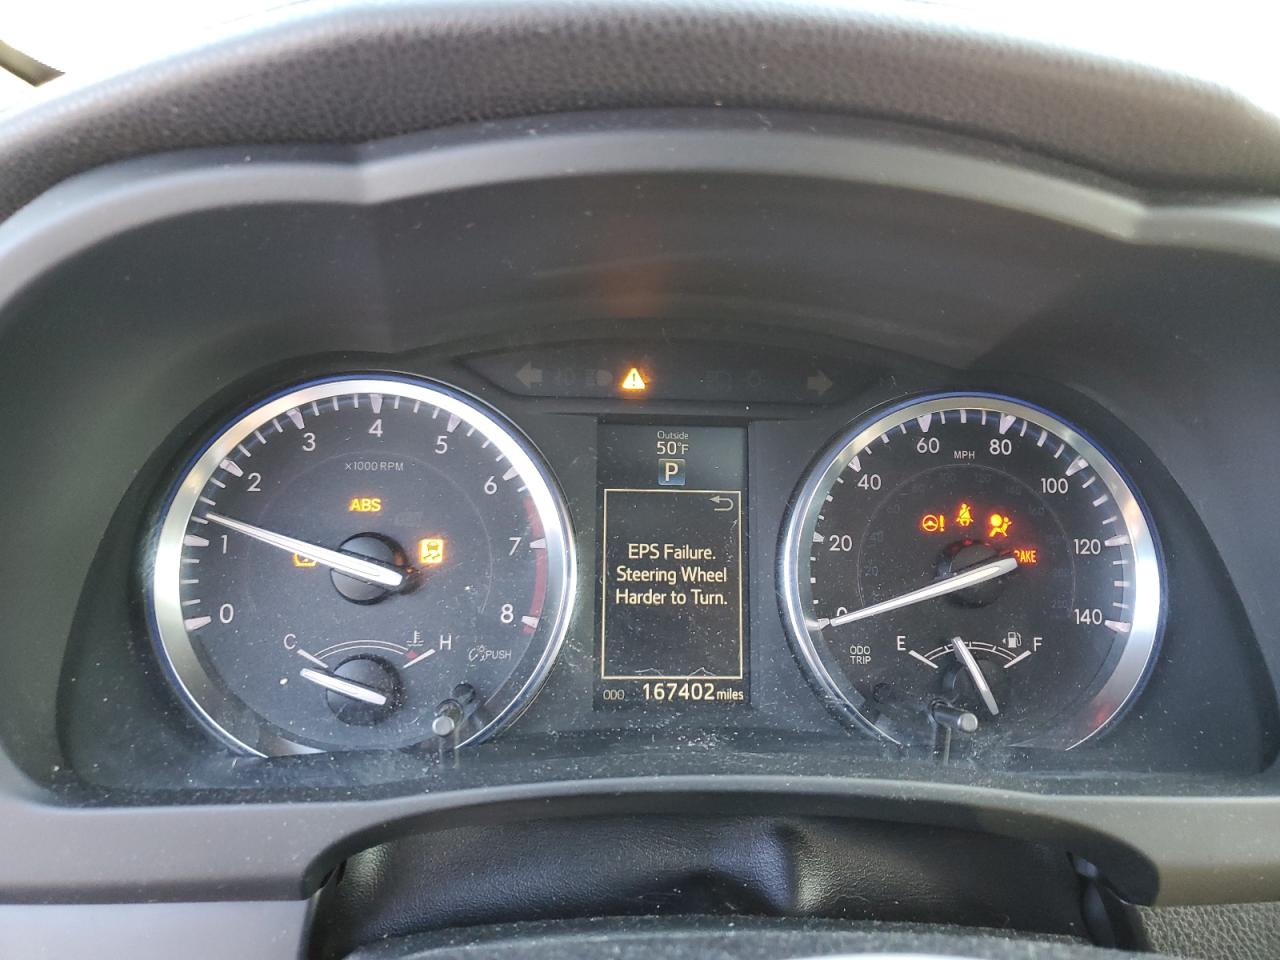 0
1
2
3
4
5
6
7
8
×1000 RPM
ABS
C
H
PUSH
Outside
50°F
P
EPS Failure.
Steering Wheel
Harder to Turn.
ODO 167402 miles
0
20
40
60
80
100
120
140
MPH
ODO
TRIP
E
F